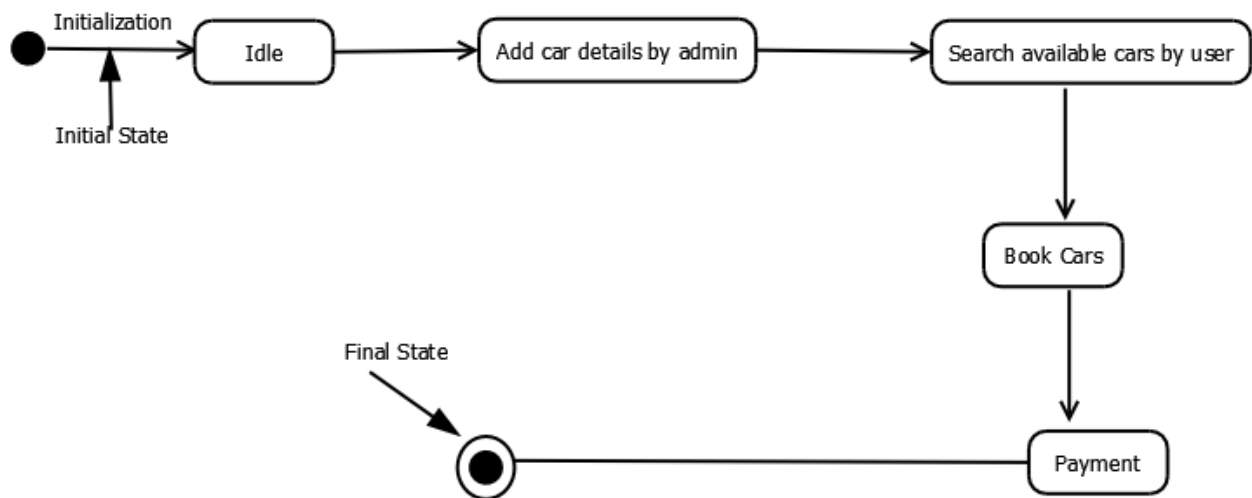 Initialization
Idle
Add car details by admin
Search available cars by user
Initial State
Book Cars
Final State
Payment